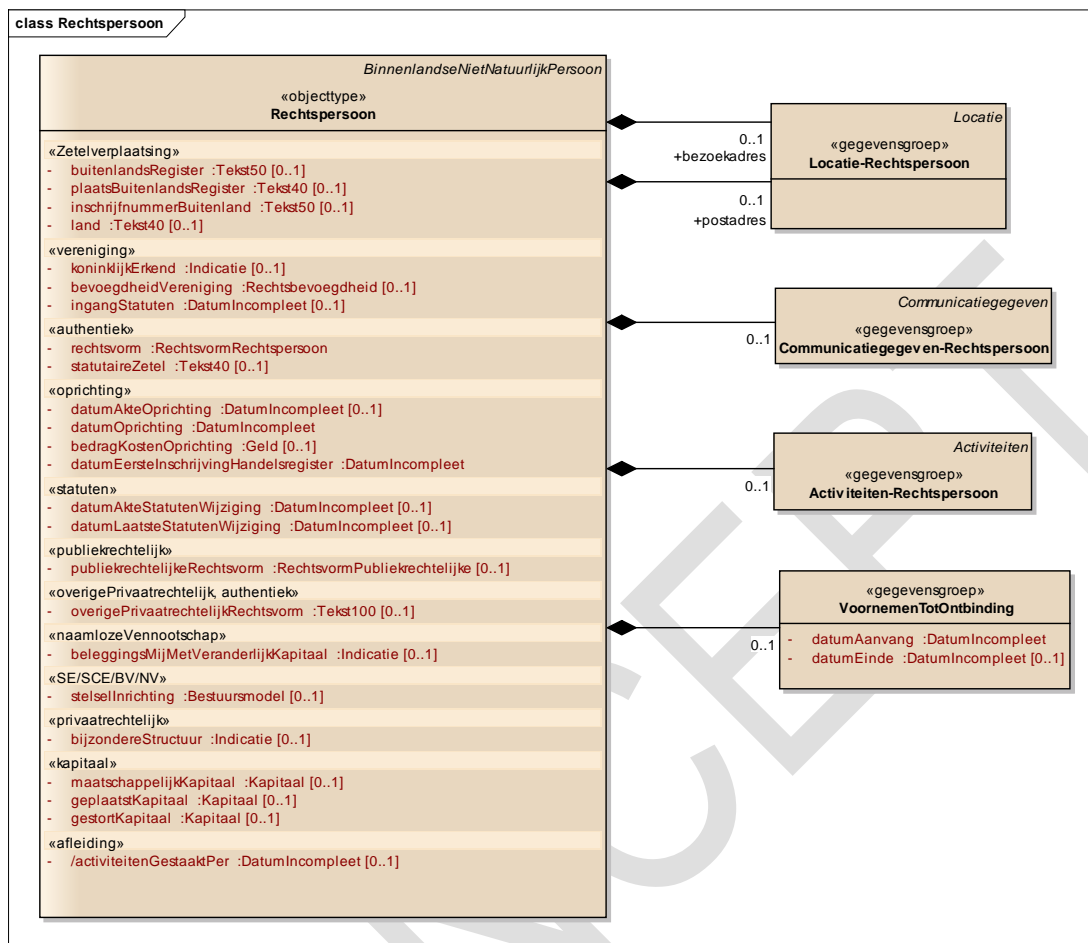 class Rechtspersoon
BinnenlandseNietNatuurlijkPersoon
«objecttype»
Rechtspersoon
«Zetelverplaatsing»
- buitenlandsRegister :Tekst50 [0..1]
- plaatsBuitenlandsRegister :Tekst40 [0..1]
- inschrijfnummerBuitenland :Tekst50 [0..1]
- land :Tekst40 [0..1]
«vereniging»
- koninklijkErkend :Indicatie [0..1]
- bevoegdheidVereniging :Rechtsbevoegdheid [0..1]
- ingangStatuten :DatumIncompleet [0..1]
«authentiek»
- rechtsvorm :RechtsvormRechtspersoon
- statutaireZetel :Tekst40 [0..1]
«oprichting»
- datumAkteOprichting :DatumIncompleet [0..1]
- datumOprichting :DatumIncompleet
- bedragKostenOprichting :Geld [0..1]
- datumEersteInschrijvingHandelsregister :DatumIncompleet
«statuten»
- datumAkteStatutenWijziging :DatumIncompleet [0..1]
- datumLaatsteStatutenWijziging :DatumIncompleet [0..1]
«publiekrechtelijk»
- publiekrechtelijkeRechtsvorm :RechtsvormPubliekrechtelijke [0..1]
«overigePrivaatrechtelijk, authentiek»
- overigePrivaatrechtelijkRechtsvorm :Tekst100 [0..1]
«naamlozeVennootschap»
- beleggingsMijMetVeranderlijkKapitaal :Indicatie [0..1]
«SE/SCE/BV/NV»
- stelselInrichting :Bestuursmodel [0..1]
«privaatrechtelijk»
- bijzondereStructuur :Indicatie [0..1]
«kapitaal»
- maatschappelijkKapitaal :Kapitaal [0..1]
- geplaatstKapitaal :Kapitaal [0..1]
- gestortKapitaal :Kapitaal [0..1]
«afleiding»
- /activiteitenGestaaktPer :DatumIncompleet [0..1]
0..1
+bezoekadres
0..1
+postadres
Locatie
«gegevensgroep»
Locatie-Rechtspersoon
0..1
Communicatiegegeven
«gegevensgroep»
Communicatiegegeven-Rechtspersoon
0..1
Activiteiten
«gegevensgroep»
Activiteiten-Rechtspersoon
0..1
«gegevensgroep»
VoornemenTotOntbinding
- datumAanvang :DatumIncompleet
- datumEinde :DatumIncompleet [0..1]